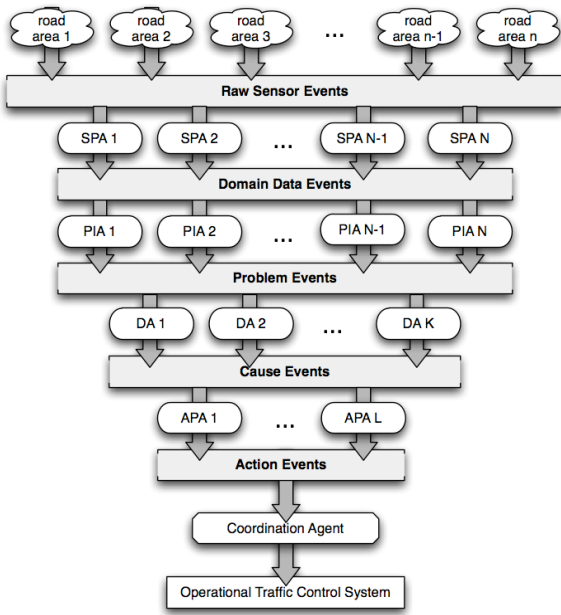 road area 1 road area 2 road area 3 ... road area n-1 road area n
Raw Sensor Events
SPA 1 SPA 2 ... SPA N-1 SPA N
Domain Data Events
PIA 1 PIA 2 ... PIA N-1 PIA N
Problem Events
DA 1 DA 2 ... DA K
Cause Events
APA 1 ... APA L
Action Events
Coordination Agent
Operational Traffic Control System